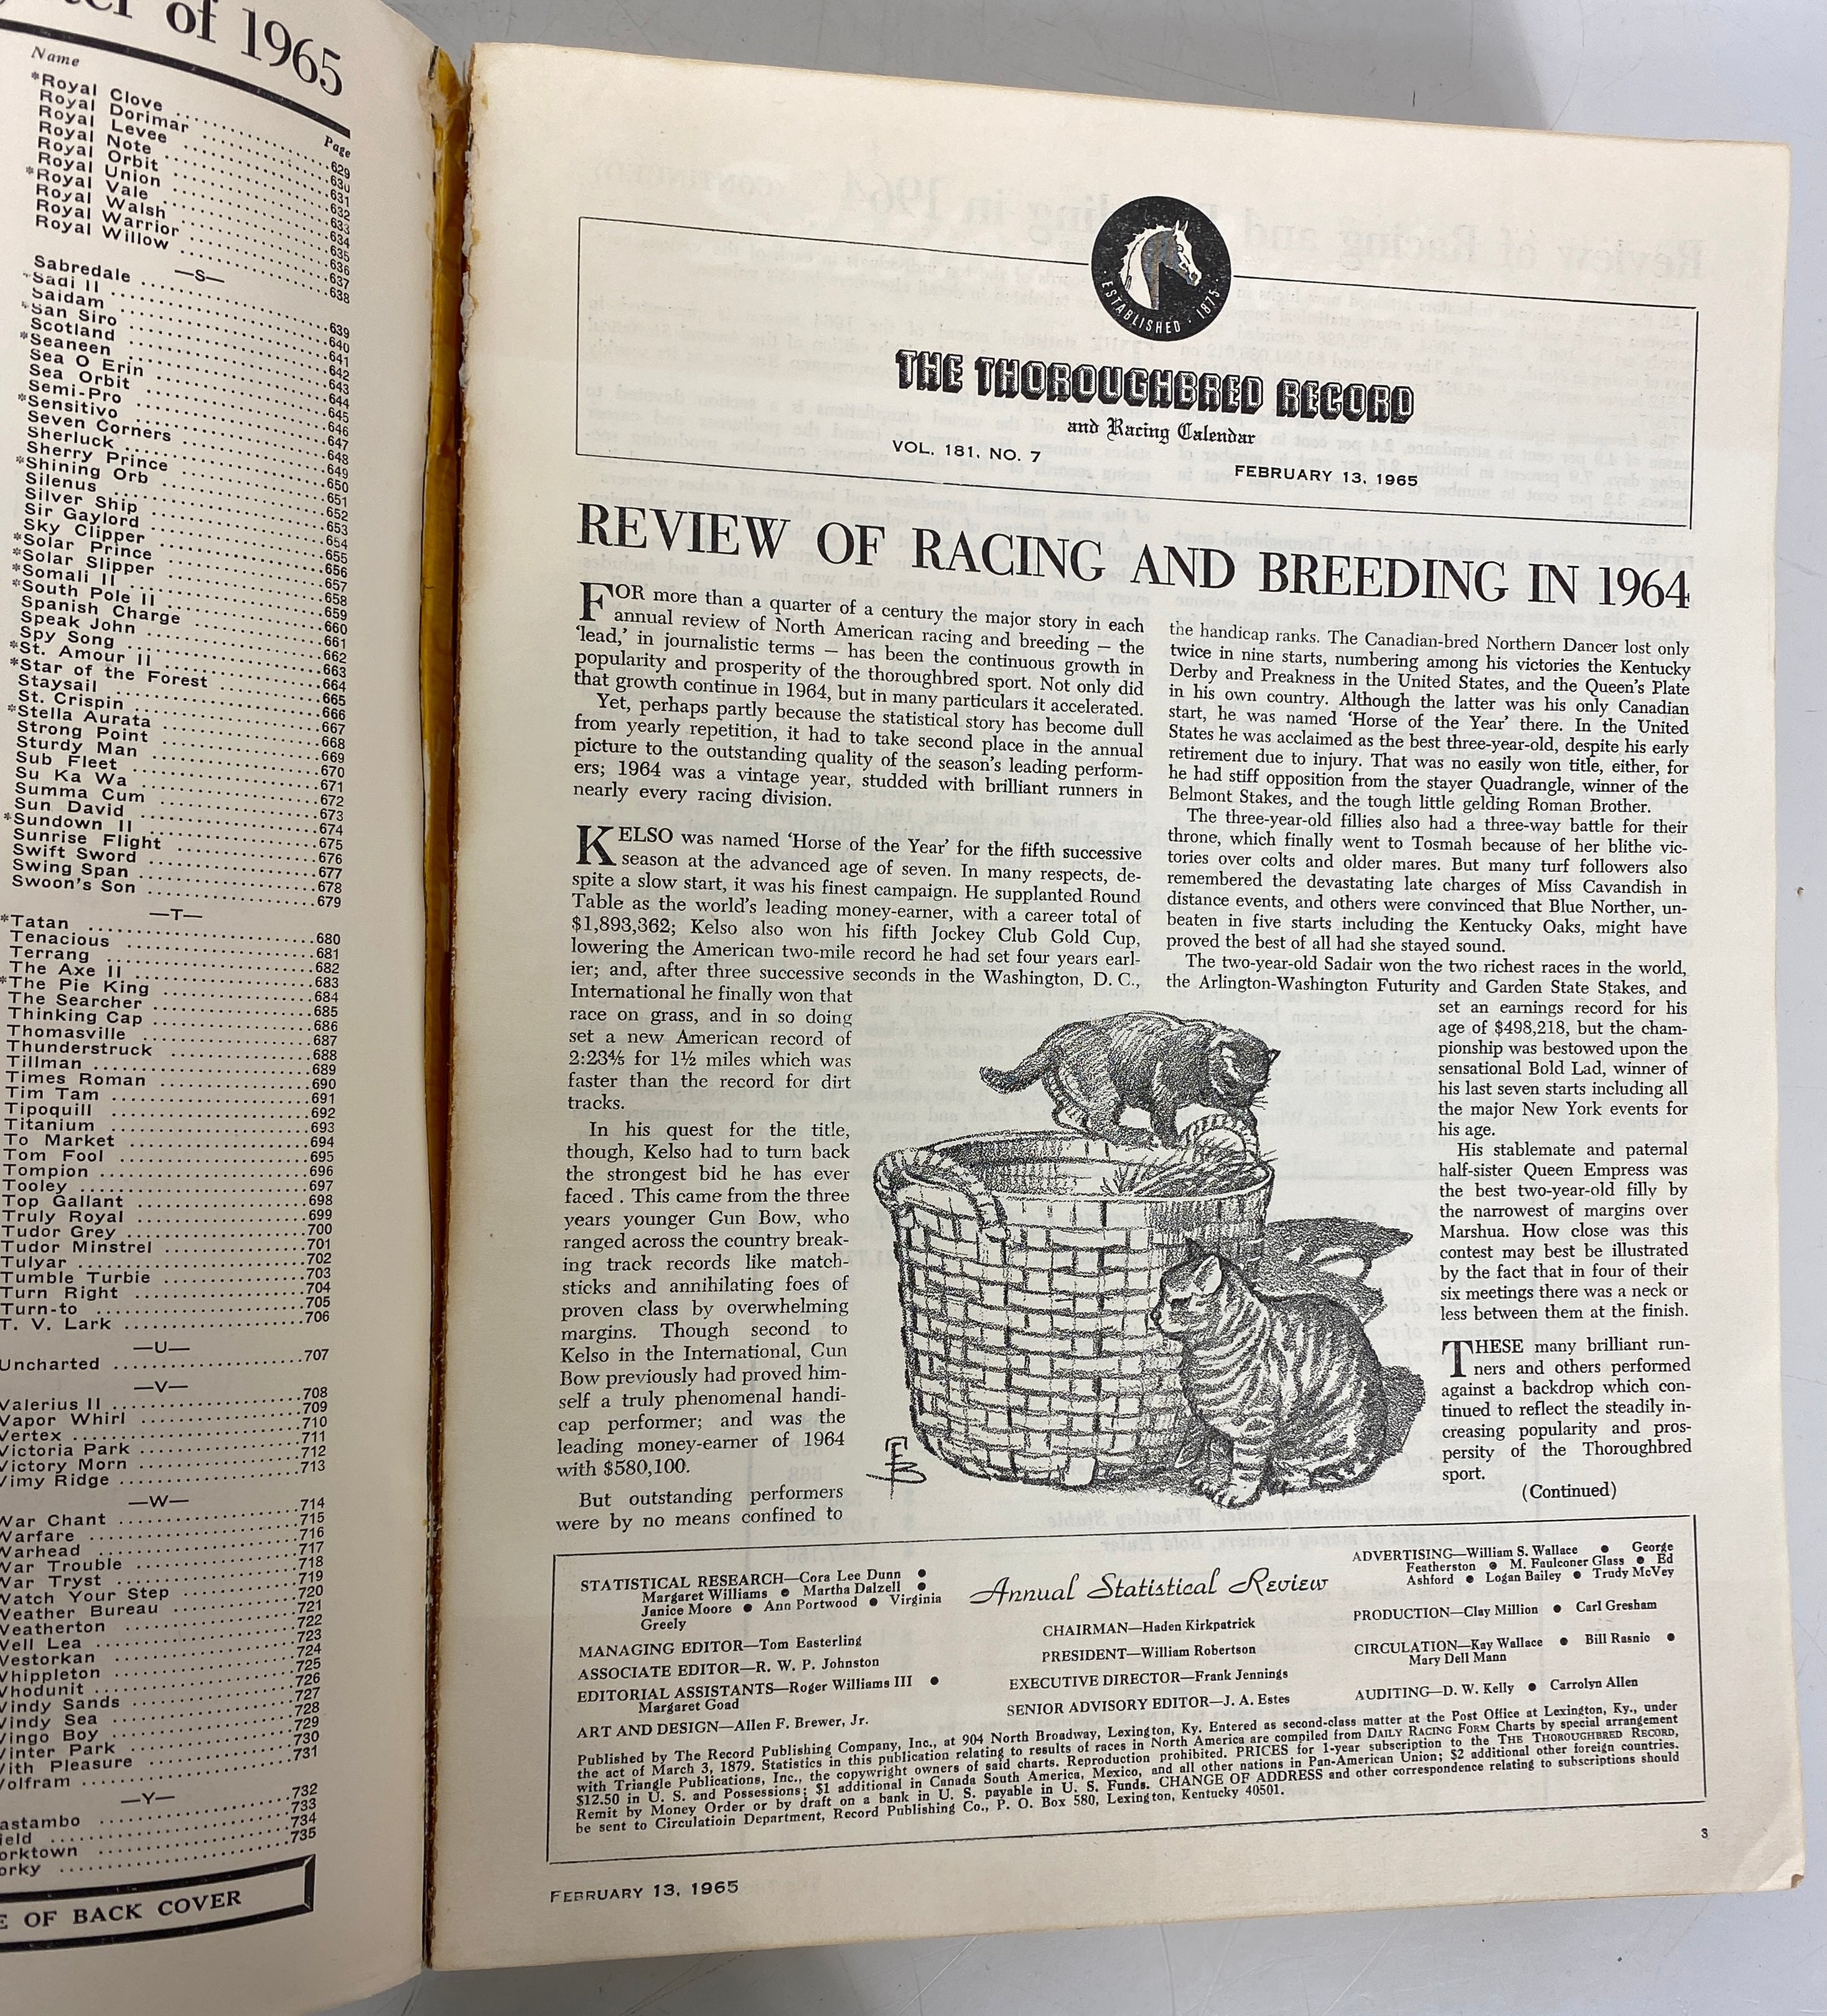 of 1965
Name Page
*Royal Clove 629
Royal Dorimar 630
Royal Levee 631
Royal Note 632
Royal Orbit 633
Royal Union 634
*Royal Vale 635
Royal Walsh 636
Royal Warrior 637
Royal Willow 638
—S—
Sabredale 639
*Sadi II 640
Saidam 641
*San Siro 642
Scotland 643
*Seaneen 644
Sea O Erin 645
Sea Orbit 646
Semi-Pro 647
*Sensitivo 648
Seven Corners 649
Sherluck 650
Sherry Prince 651
*Shining Orb 652
Silenus 653
Silver Ship 654
Sir Gaylord 655
Sky Clipper 656
*Solar Prince 657
*Solar Slipper 658
*Somali II 659
*South Pole II 660
Spanish Charge 661
Speak John 662
Spy Song 663
*St. Amour II 664
*Star of the Forest 665
Staysail 666
St. Crispin 667
*Stella Aurata 668
Strong Point 669
Sturdy Man 670
Sub Fleet 671
Su Ka Wa 672
Summa Cum 673
Sun David 674
*Sundown II 675
Sunrise Flight 676
Swift Sword 677
Swing Span 678
Swoon's Son 679
—T—
*Tatan 680
Tenacious 681
Terrang 682
The Axe II 683
*The Pie King 684
The Searcher 685
Thinking Cap 686
Thomasville 687
Thunderstruck 688
Tillman 689
Times Roman 690
Tim Tam 691
Tipoquill 692
Titanium 693
To Market 694
Tom Fool 695
Tompion 696
Tooley 697
Top Gallant 698
Truly Royal 699
Tudor Grey 700
Tudor Minstrel 701
Tulyar 702
Tumble Turbie 703
Turn Right 704
Turn-to 705
T. V. Lark 706
—U—
Uncharted 707
—V—
Valerius II 708
Vapor Whirl 709
Vertex 710
Victoria Park 711
Victory Morn 712
Vimy Ridge 713
—W—
War Chant 714
Warfare 715
Warhead 716
War Trouble 717
War Tryst 718
Watch Your Step 719
Weather Bureau 720
Weatherton 721
Well Lea 722
Westorkan 723
Whippleton 724
Whodunit 725
Windy Sands 726
Windy Sea 727
Wingo Boy 728
Winter Park 729
With Pleasure 730
Wolfram 731
—Y—
astambo 732
ield 733
orktown 734
orky 735
OF BACK COVER
ESTABLISHED · 1875
THE THOROUGHBRED RECORD
and Racing Calendar
VOL. 181, NO. 7
FEBRUARY 13, 1965
REVIEW OF RACING AND BREEDING IN 1964
FOR more than a quarter of a century the major story in each
annual review of North American racing and breeding — the
'lead,' in journalistic terms — has been the continuous growth in
popularity and prosperity of the thoroughbred sport. Not only did
that growth continue in 1964, but in many particulars it accelerated.
Yet, perhaps partly because the statistical story has become dull
from yearly repetition, it had to take second place in the annual
picture to the outstanding quality of the season's leading perform-
ers; 1964 was a vintage year, studded with brilliant runners in
nearly every racing division.
KELSO was named 'Horse of the Year' for the fifth successive
season at the advanced age of seven. In many respects, de-
spite a slow start, it was his finest campaign. He supplanted Round
Table as the world's leading money-earner, with a career total of
$1,893,362; Kelso also won his fifth Jockey Club Gold Cup,
lowering the American two-mile record he had set four years earl-
ier; and, after three successive seconds in the Washington, D. C.,
International he finally won that
race on grass, and in so doing
set a new American record of
2:23⅘ for 1½ miles which was
faster than the record for dirt
tracks.
In his quest for the title,
though, Kelso had to turn back
the strongest bid he has ever
faced . This came from the three
years younger Gun Bow, who
ranged across the country break-
ing track records like match-
sticks and annihilating foes of
proven class by overwhelming
margins. Though second to
Kelso in the International, Gun
Bow previously had proved him-
self a truly phenomenal handi-
cap performer; and was the
leading money-earner of 1964
with $580,100.
But outstanding performers
were by no means confined to
the handicap ranks. The Canadian-bred Northern Dancer lost only
twice in nine starts, numbering among his victories the Kentucky
Derby and Preakness in the United States, and the Queen's Plate
in his own country. Although the latter was his only Canadian
start, he was named 'Horse of the Year' there. In the United
States he was acclaimed as the best three-year-old, despite his early
retirement due to injury. That was no easily won title, either, for
he had stiff opposition from the stayer Quadrangle, winner of the
Belmont Stakes, and the tough little gelding Roman Brother.
The three-year-old fillies also had a three-way battle for their
throne, which finally went to Tosmah because of her blithe vic-
tories over colts and older mares. But many turf followers also
remembered the devastating late charges of Miss Cavandish in
distance events, and others were convinced that Blue Norther, un-
beaten in five starts including the Kentucky Oaks, might have
proved the best of all had she stayed sound.
The two-year-old Sadair won the two richest races in the world,
the Arlington-Washington Futurity and Garden State Stakes, and
set an earnings record for his
age of $498,218, but the cham-
pionship was bestowed upon the
sensational Bold Lad, winner of
his last seven starts including all
the major New York events for
his age.
His stablemate and paternal
half-sister Queen Empress was
the best two-year-old filly by
the narrowest of margins over
Marshua. How close was this
contest may best be illustrated
by the fact that in four of their
six meetings there was a neck or
less between them at the finish.
THESE many brilliant run-
ners and others performed
against a backdrop which con-
tinued to reflect the steadily in-
creasing popularity and pros-
persity of the Thoroughbred
sport.
(Continued)
STATISTICAL RESEARCH—Cora Lee Dunn ●
Margaret Williams ● Martha Dalzell ●
Janice Moore ● Ann Portwood ● Virginia
Greely
MANAGING EDITOR—Tom Easterling
ASSOCIATE EDITOR—R. W. P. Johnston
EDITORIAL ASSISTANTS—Roger Williams III ●
Margaret Goad
ART AND DESIGN—Allen F. Brewer, Jr.
Annual Statistical Review
CHAIRMAN—Haden Kirkpatrick
PRESIDENT—William Robertson
EXECUTIVE DIRECTOR—Frank Jennings
SENIOR ADVISORY EDITOR—J. A. Estes
ADVERTISING—William S. Wallace ● George
Featherston ● M. Faulconer Glass ● Ed
Ashford ● Logan Bailey ● Trudy McVey
PRODUCTION—Clay Million ● Carl Gresham
CIRCULATION—Kay Wallace ● Bill Rasnio ●
Mary Dell Mann
AUDITING—D. W. Kelly ● Carrolyn Allen
Published by The Record Publishing Company, Inc., at 904 North Broadway, Lexington, Ky. Entered as second-class matter at the Post Office at Lexington, Ky., under
the act of March 3, 1879. Statistics in this publication relating to results of races in North America are compiled from DAILY RACING FORM Charts by special arrangement
with Triangle Publications, Inc., the copyright owners of said charts. Reproduction prohibited. PRICES for 1-year subscription to the THE THOROUGHBRED RECORD,
$12.50 in U. S. and Possessions; $1 additional in Canada South America, Mexico, and all other nations in Pan-American Union; $2 additional other foreign countries.
Remit by Money Order or by draft on a bank in U. S. payable in U. S. Funds. CHANGE OF ADDRESS and other correspondence relating to subscriptions should
be sent to Circulatioin Department, Record Publishing Co., P. O. Box 580, Lexington, Kentucky 40501.
3
FEBRUARY 13, 1965